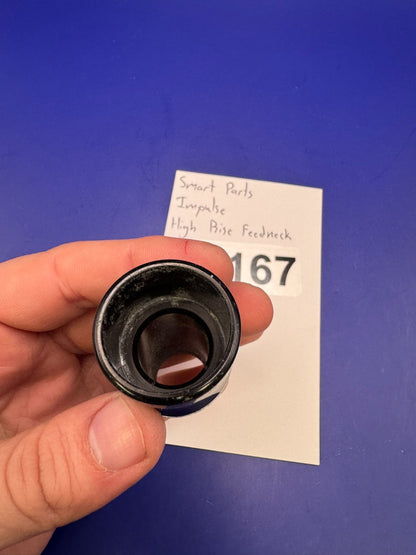 Smart Parts
Impulse
High Rise Feedneck
167